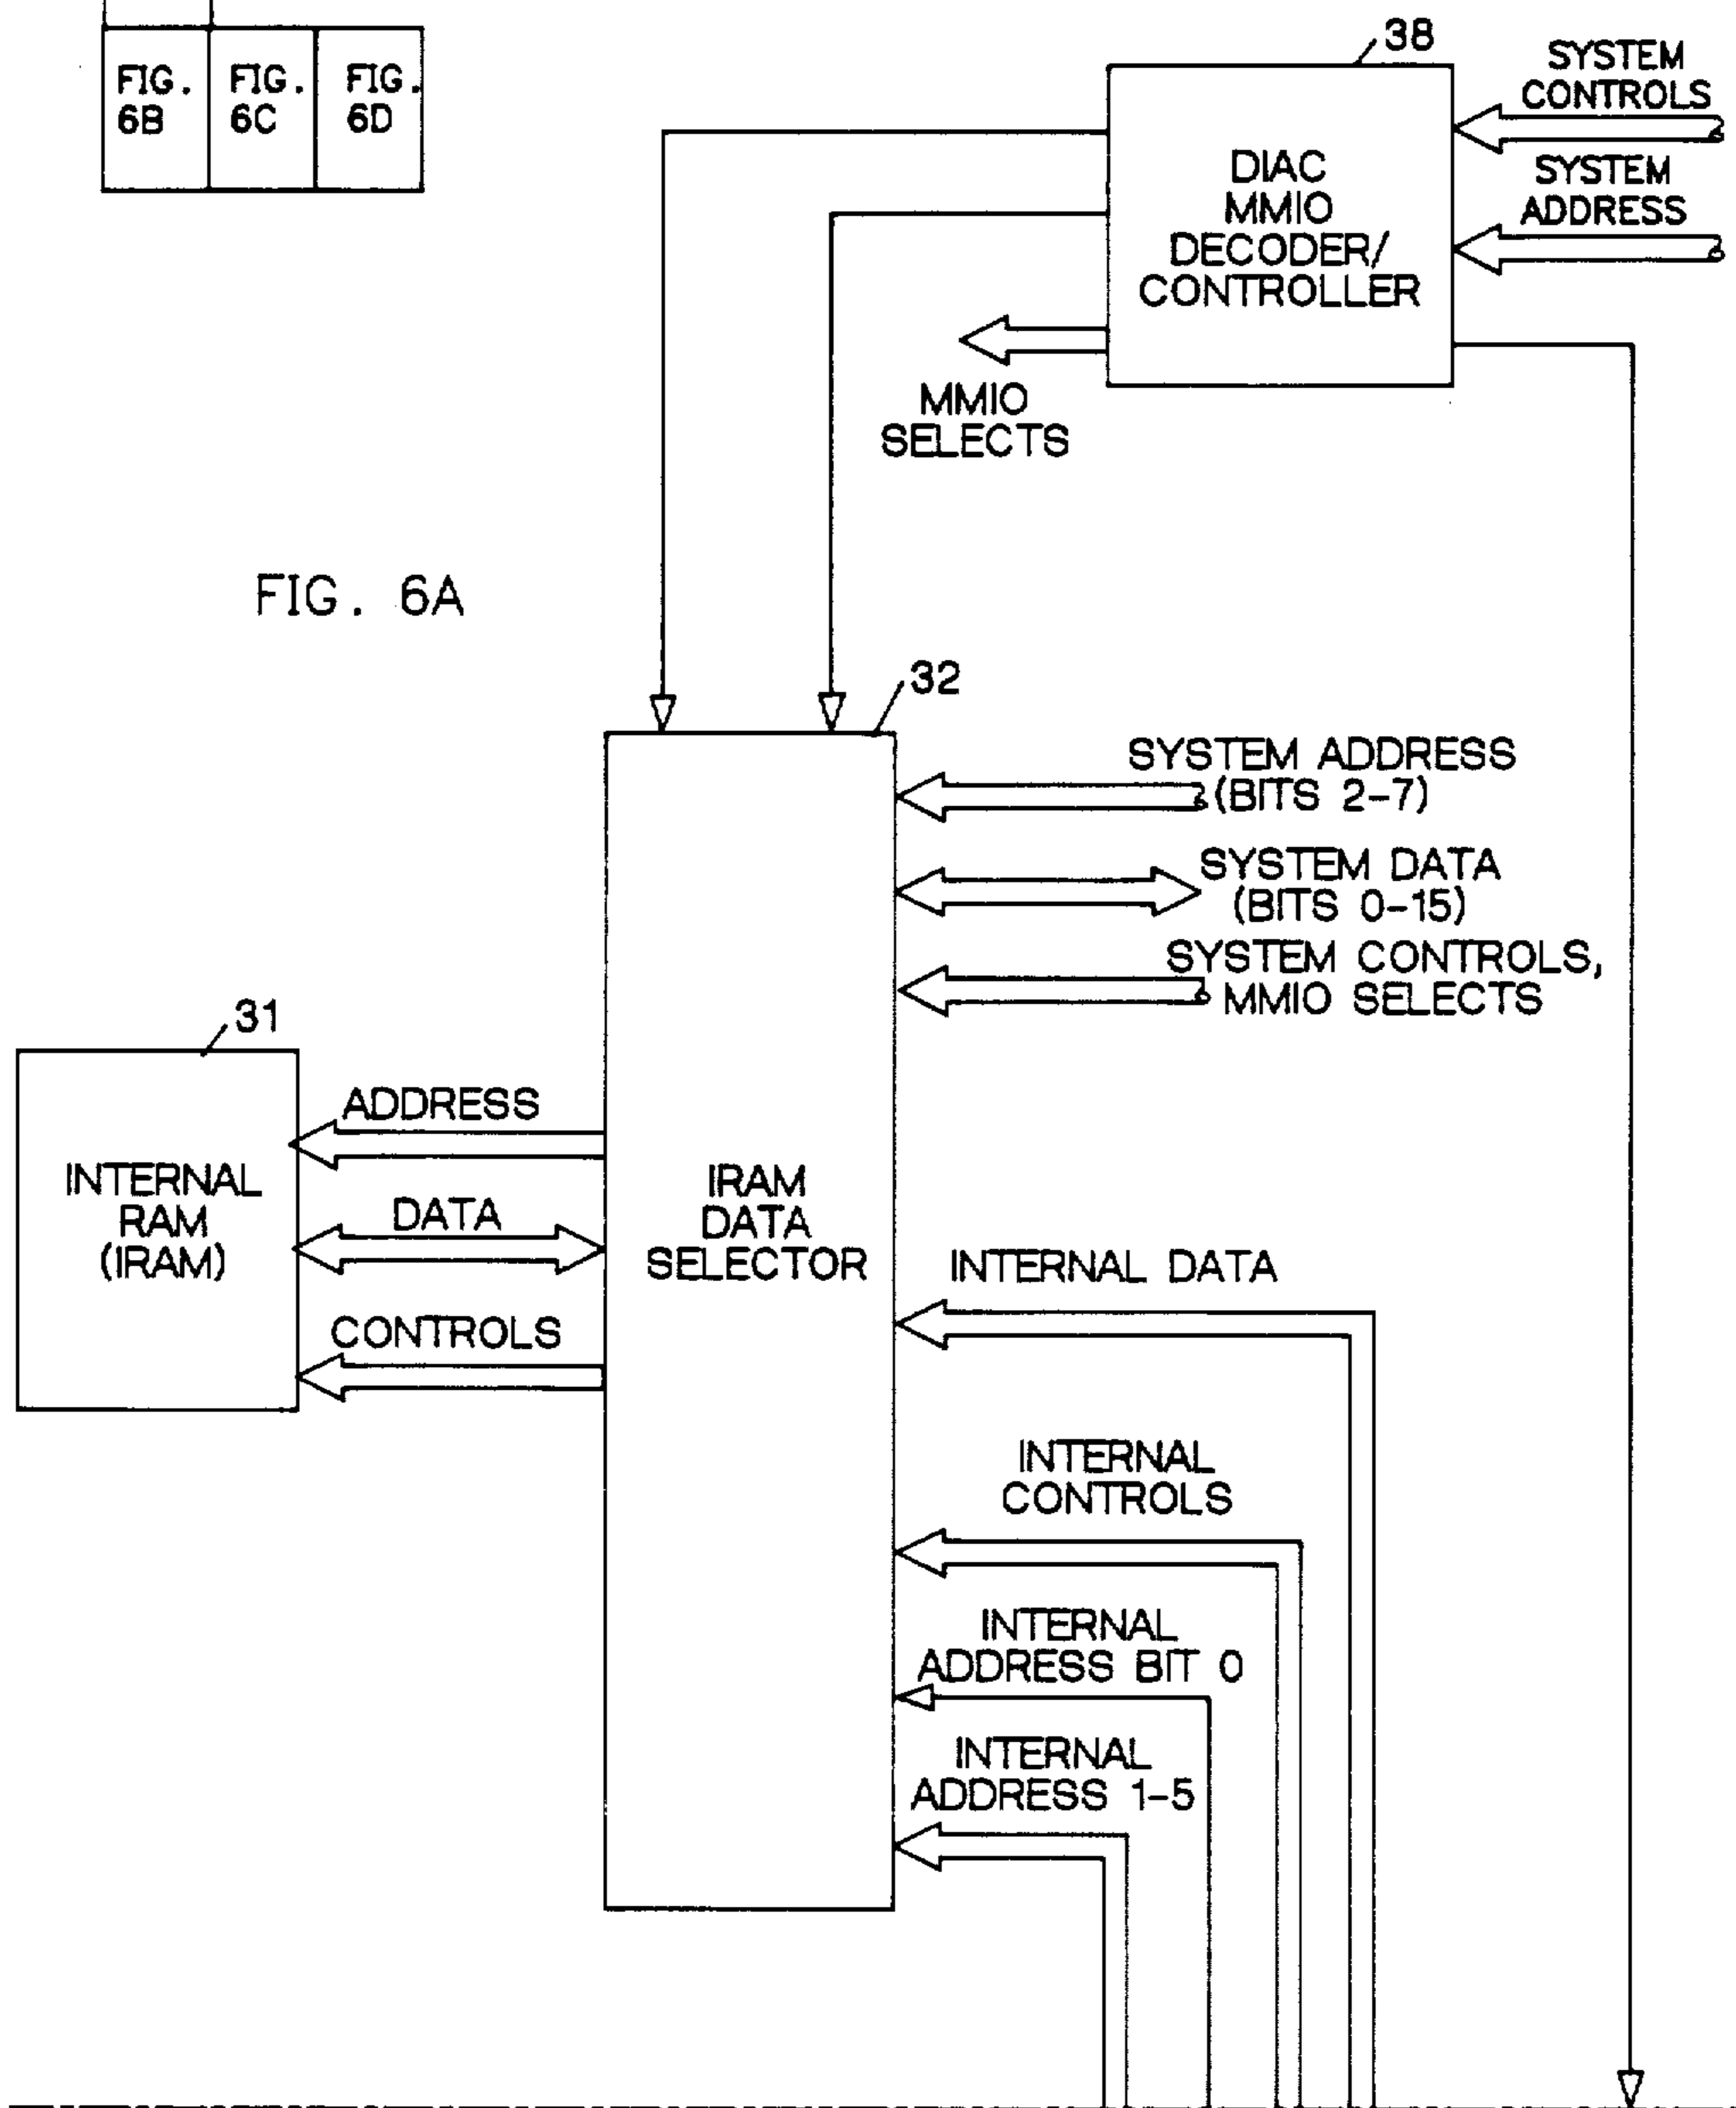 FIG. 6B
FIG. 6C
FIG. 6D
38
SYSTEM
CONTROLS
SYSTEM
ADDRESS
DIAC
MMIO
DECODER/
CONTROLLER
MMIO
SELECTS
FIG. 6A
32
SYSTEM ADDRESS
(BITS 2-7)
SYSTEM DATA
(BITS 0-15)
SYSTEM CONTROLS,
MMIO SELECTS
31
ADDRESS
INTERNAL
RAM
(IRAM)
DATA
CONTROLS
IRAM
DATA
SELECTOR
INTERNAL DATA
INTERNAL
CONTROLS
INTERNAL
ADDRESS BIT 0
INTERNAL
ADDRESS 1-5